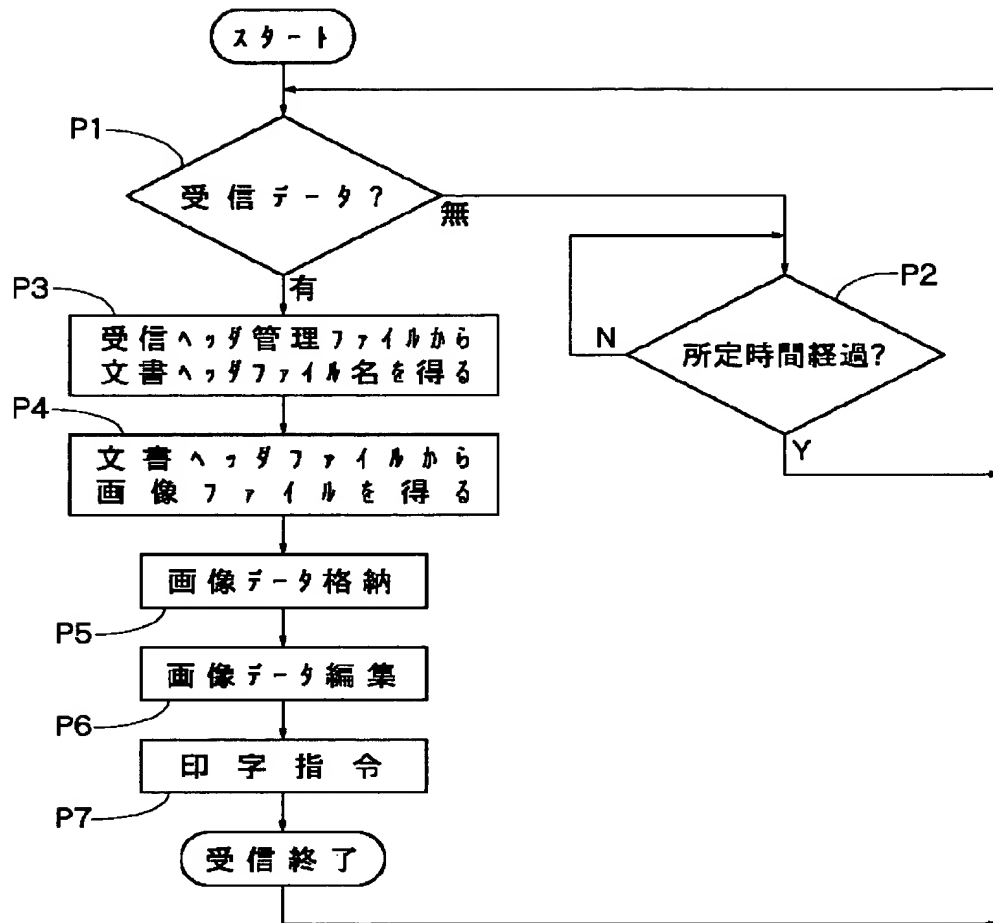 スタート
P1
受信データ?
無
有
P2
所定時間経過?
N
Y
P3
受信ヘッダ管理ファイルから
文書ヘッダファイル名を得る
P4
文書ヘッダファイルから
画像ファイルを得る
画像データ格納
P5
画像データ編集
P6
印字指令
P7
受信終了